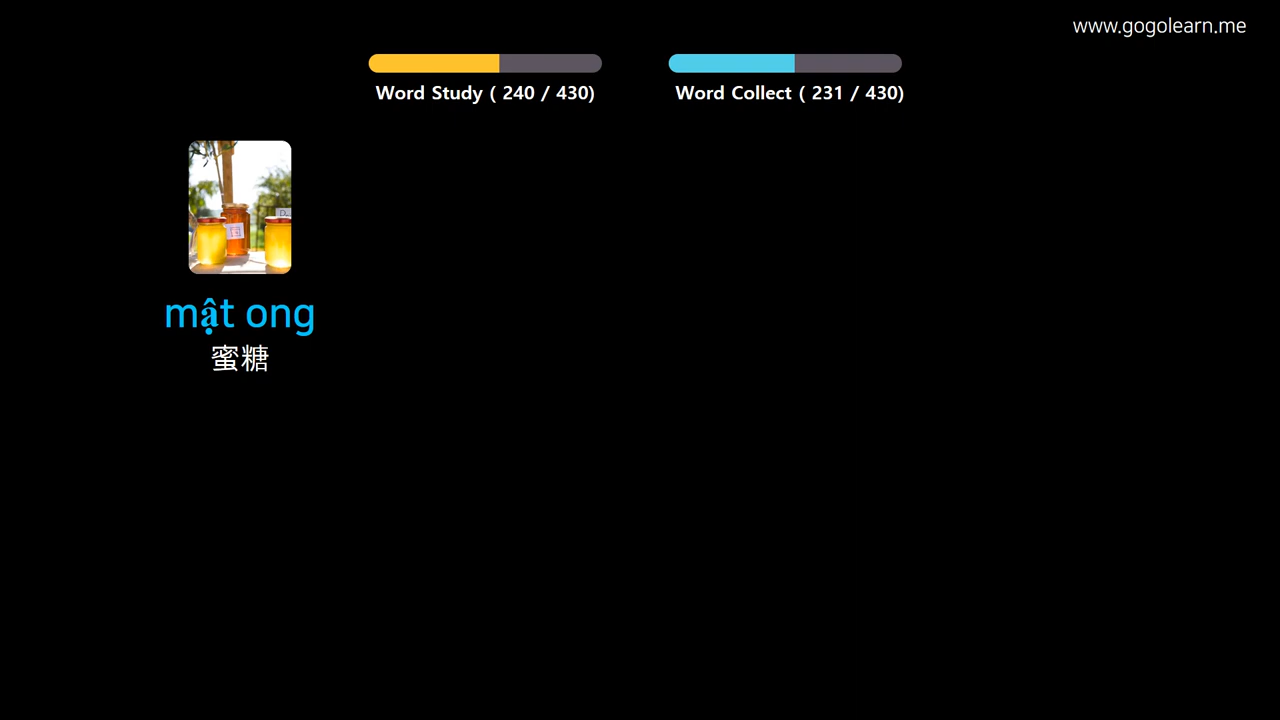 www.gogolearn.me
Word Study ( 240 / 430)
Word Collect ( 231 / 430)
mật ong
蜜糖